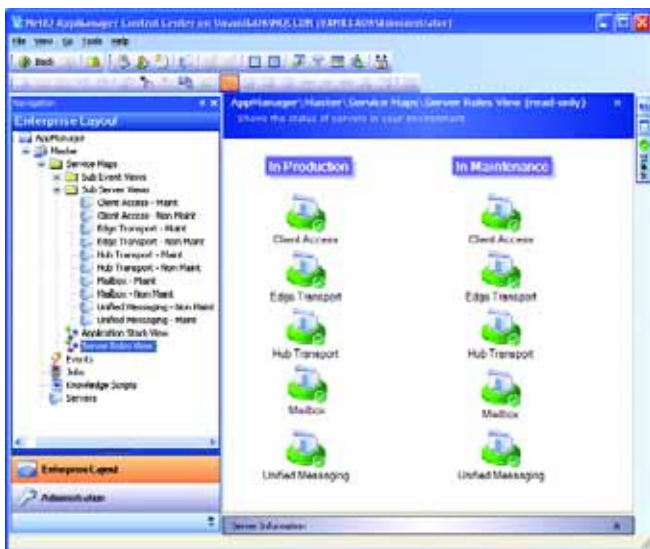 NetIQ AppManager Control Center on
File View Go Tools Help
Back
Navigation
Enterprise Layout
AppManager
Master
Service Maps
Sub Event Views
Sub Server Views
Client Access - Maint
Client Access - Non Maint
Edge Transport - Maint
Edge Transport - Non Maint
Hub Transport - Maint
Hub Transport - Non Maint
Mailbox - Maint
Mailbox - Non Maint
Unified Messaging - Non Maint
Unified Messaging - Maint
Application Stack View
Server Roles View
Events
Jobs
Knowledge Scripts
Servers
Enterprise Layout
Administration
AppManager\Master\Service Maps\Server Roles View (read-only)
Shows the status of servers in your environment
In Production
In Maintenance
Client Access
Client Access
Edge Transport
Edge Transport
Hub Transport
Hub Transport
Mailbox
Mailbox
Unified Messaging
Unified Messaging
Server Information